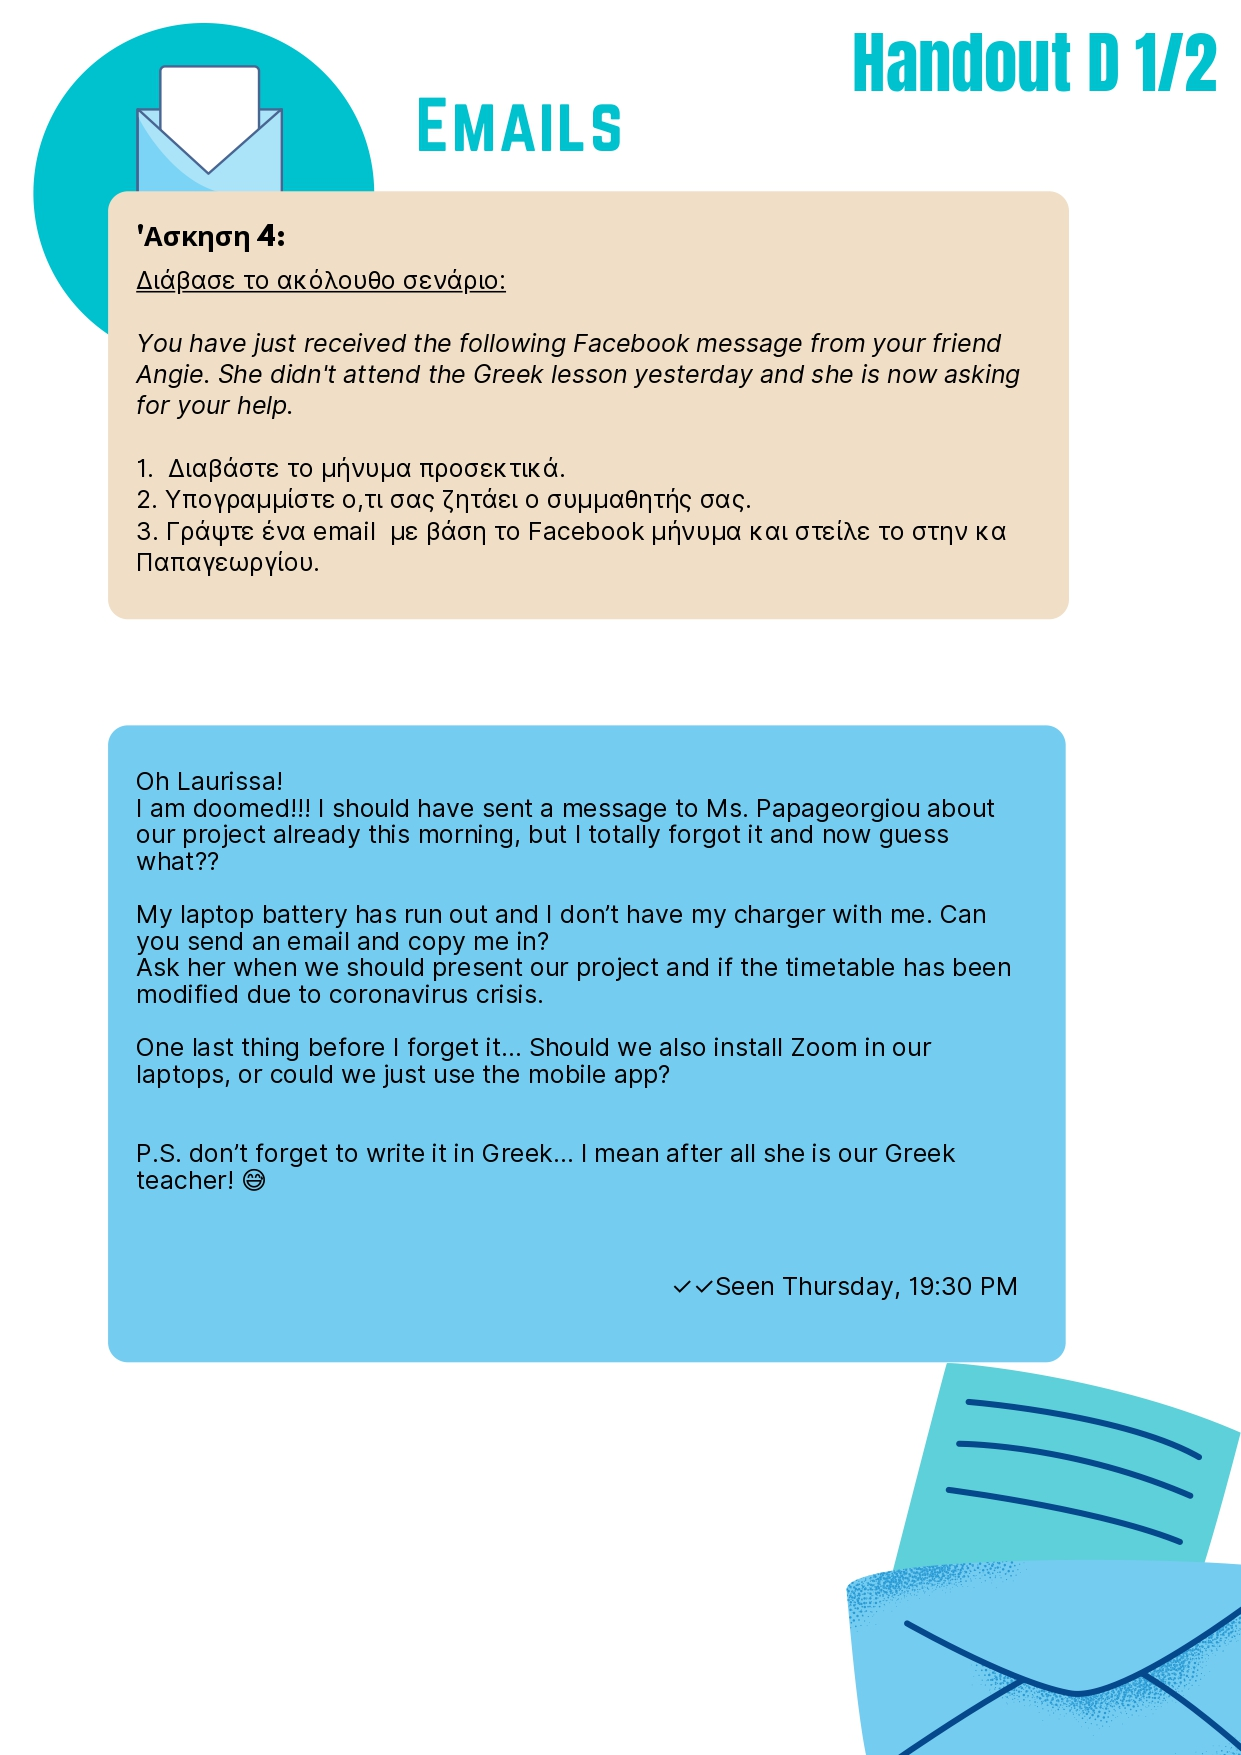 Handout D 1/2
EMAILS
'Ασκηση 4:
Διάβασε το ακόλουθο σενάριο:
You have just received the following Facebook message from your friend
Angie. She didn't attend the Greek lesson yesterday and she is now asking
for your help.
1. Διαβάστε το μήνυμα προσεκτικά.
2. Υπογραμμίστε ο,τι σας ζητάει ο συμμαθητής σας.
3. Γράψτε ένα email με βάση το Facebook μήνυμα και στείλε το στην κα
Παπαγεωργίου.
Oh Laurissa!
I am doomed!!! I should have sent a message to Ms. Papageorgiou about
our project already this morning, but I totally forgot it and now guess
what??
My laptop battery has run out and I don’t have my charger with me. Can
you send an email and copy me in?
Ask her when we should present our project and if the timetable has been
modified due to coronavirus crisis.
One last thing before I forget it... Should we also install Zoom in our
laptops, or could we just use the mobile app?
P.S. don’t forget to write it in Greek... I mean after all she is our Greek
teacher! 😅
✓✓Seen Thursday, 19:30 PM